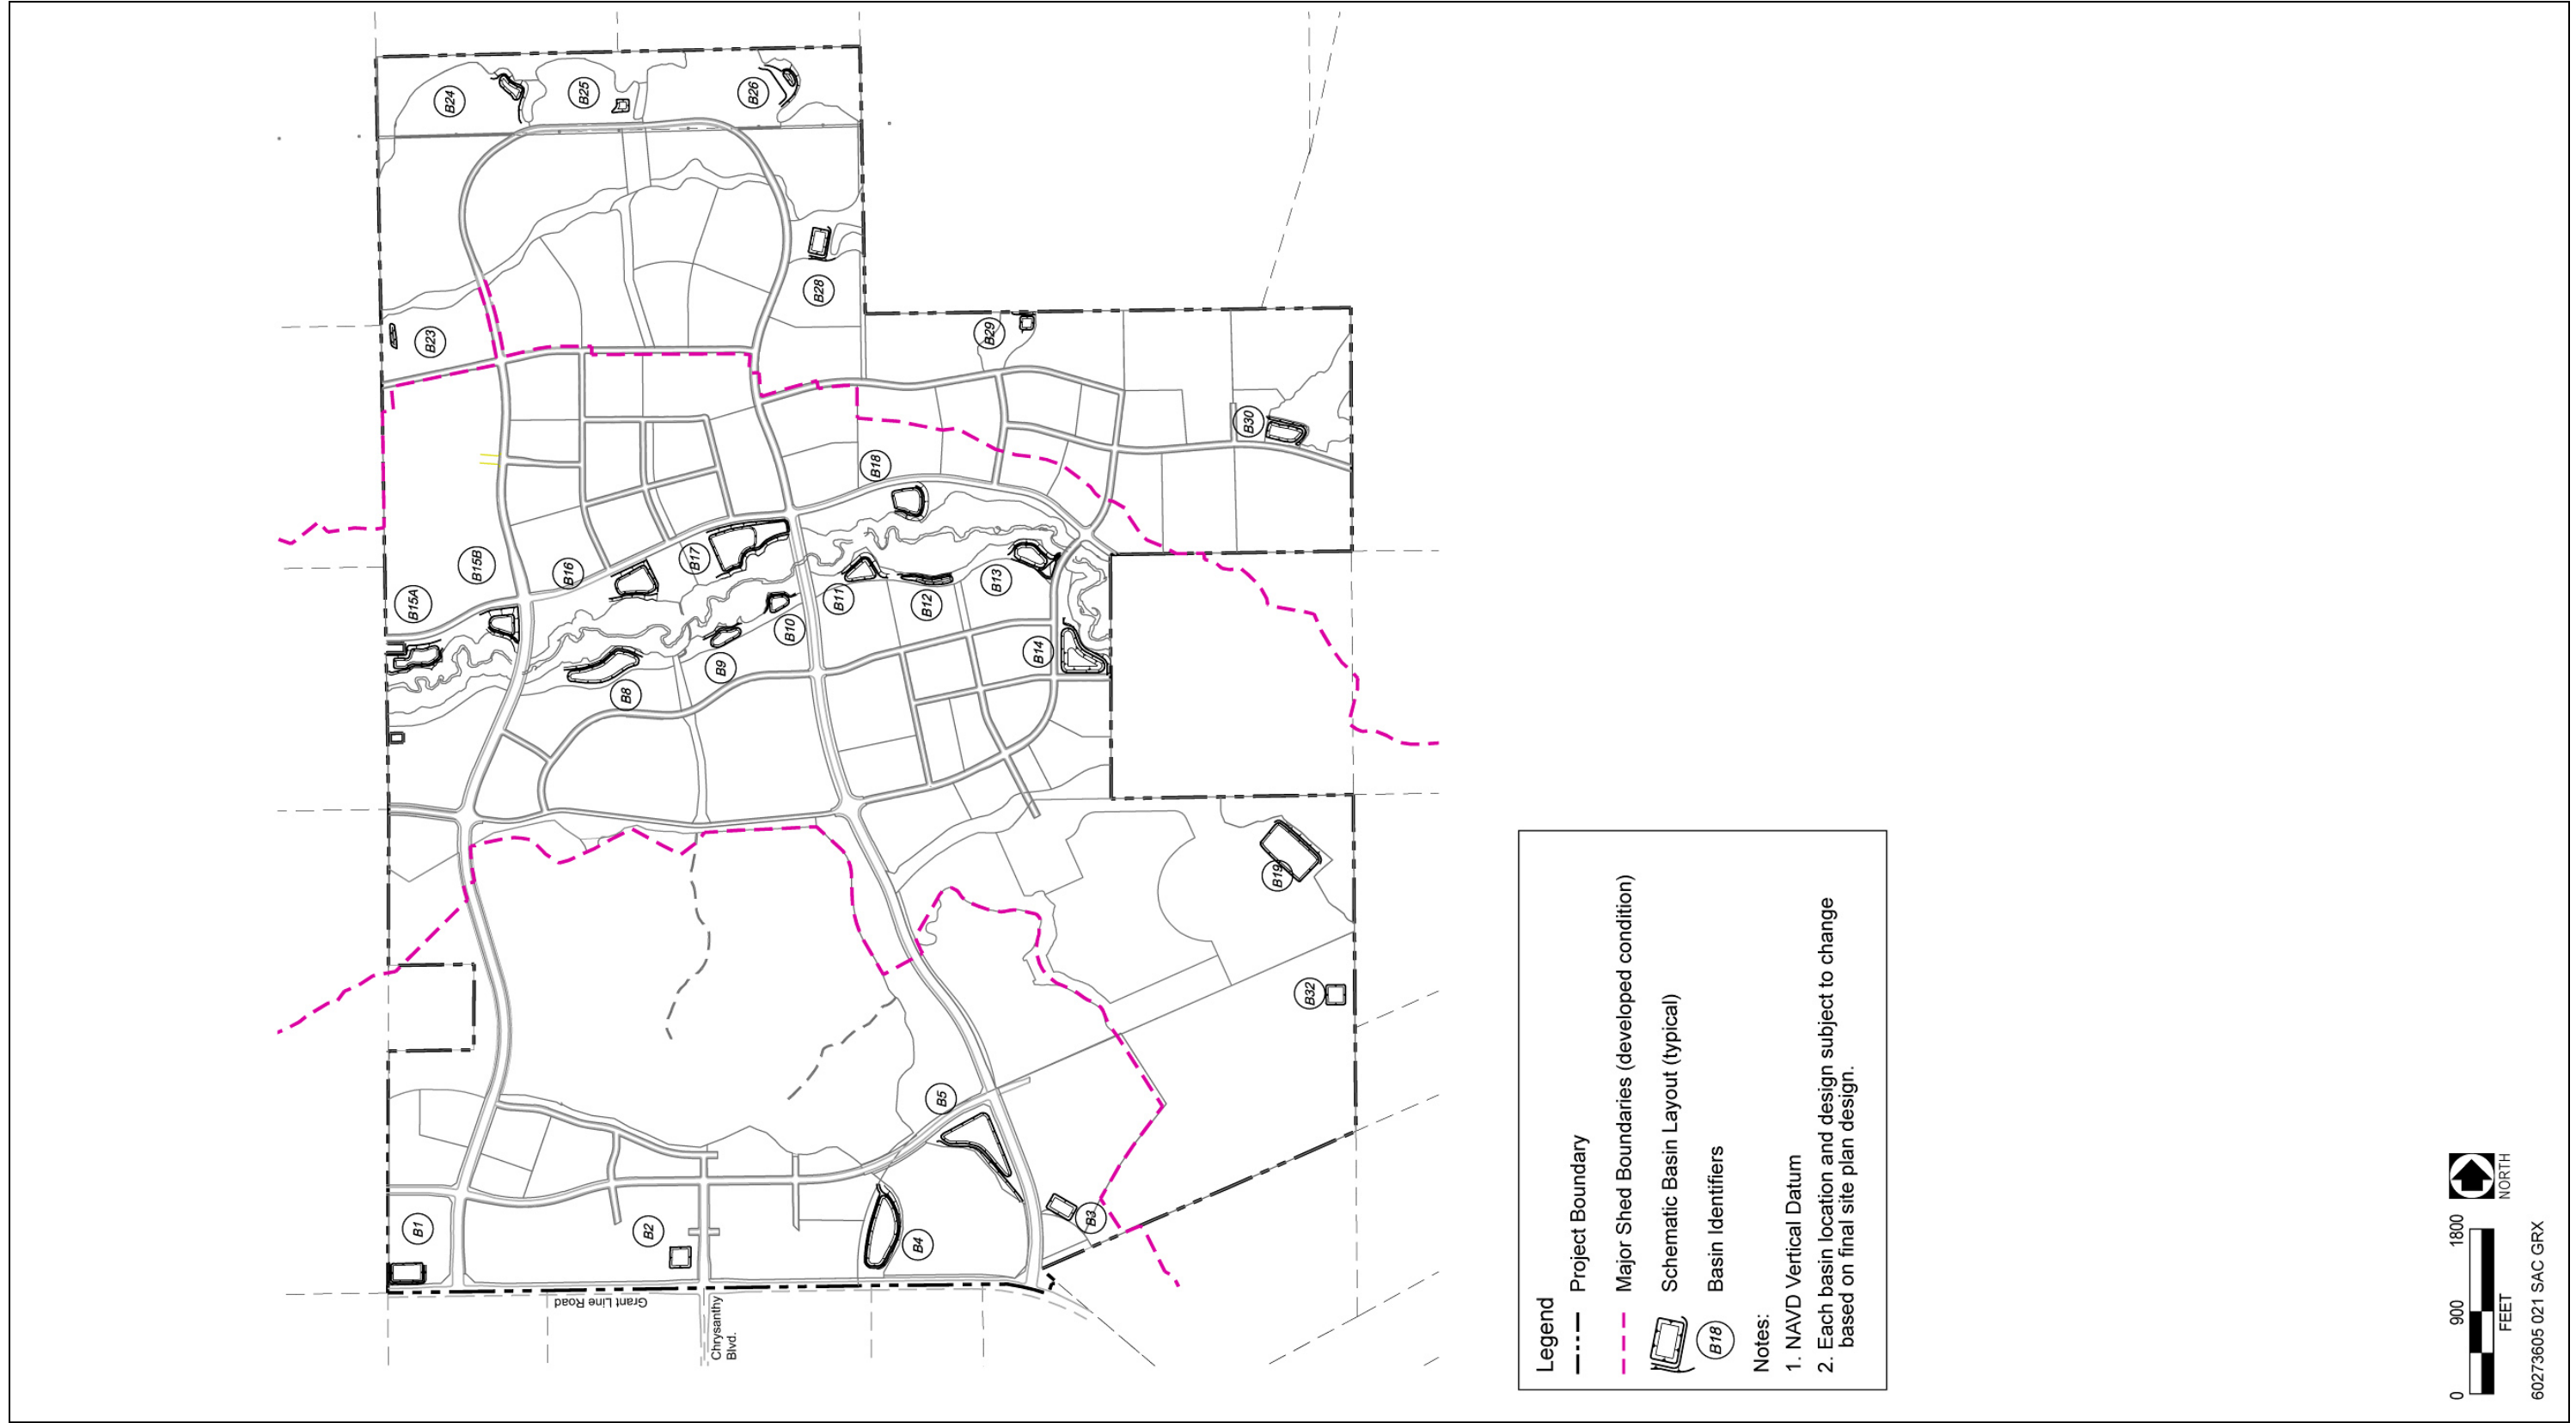 B24
B25
B26
B28
B23
B29
B30
B18
B15B
B16
B17
B15A
B11
B12
B13
B10
B9
B8
B14
B19
B32
B5
B1
B2
B4
B3
Grant Line Road
Chrysanthy
Blvd.
Legend
Project Boundary
Major Shed Boundaries (developed condition)
Schematic Basin Layout (typical)
B18
Basin Identifiers
Notes:
1. NAVD Vertical Datum
2. Each basin location and design subject to change
based on final site plan design.
NORTH
0 900 1800
FEET
60273605 021 SAC GRX